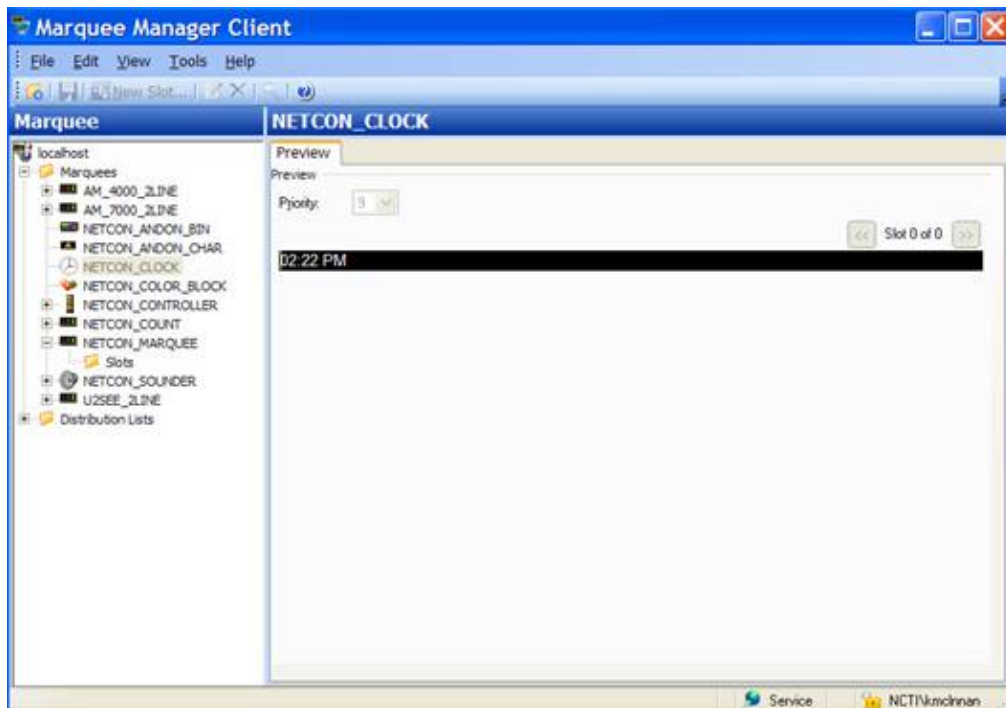 Marquee Manager Client
File Edit View Tools Help
New Slot...
Marquee
NETCON_CLOCK
localhost
Marquees
AM_4000_2LINE
AM_7000_2LINE
NETCON_ANDON_BIN
NETCON_ANDON_CHAR
NETCON_CLOCK
NETCON_COLOR_BLOCK
NETCON_CONTROLLER
NETCON_COUNT
NETCON_MARQUEE
Slots
NETCON_SOUNDER
U2SEE_2LINE
Distribution Lists
Preview
Preview
Priority: 9
<< Slot 0 of 0 >>
02:22 PM
Service NCTI\kmclnnan